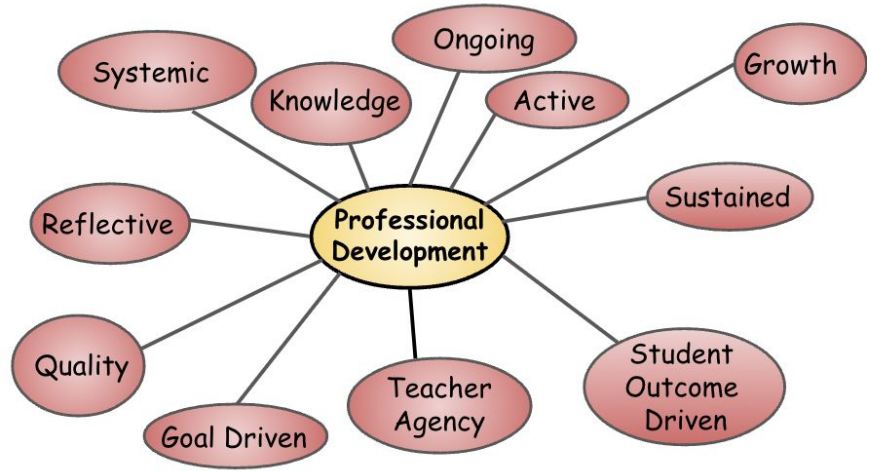 Ongoing
Growth
Systemic
Knowledge
Active
Sustained
Reflective
Professional
Development
Quality
Student
Outcome
Driven
Teacher
Agency
Goal Driven